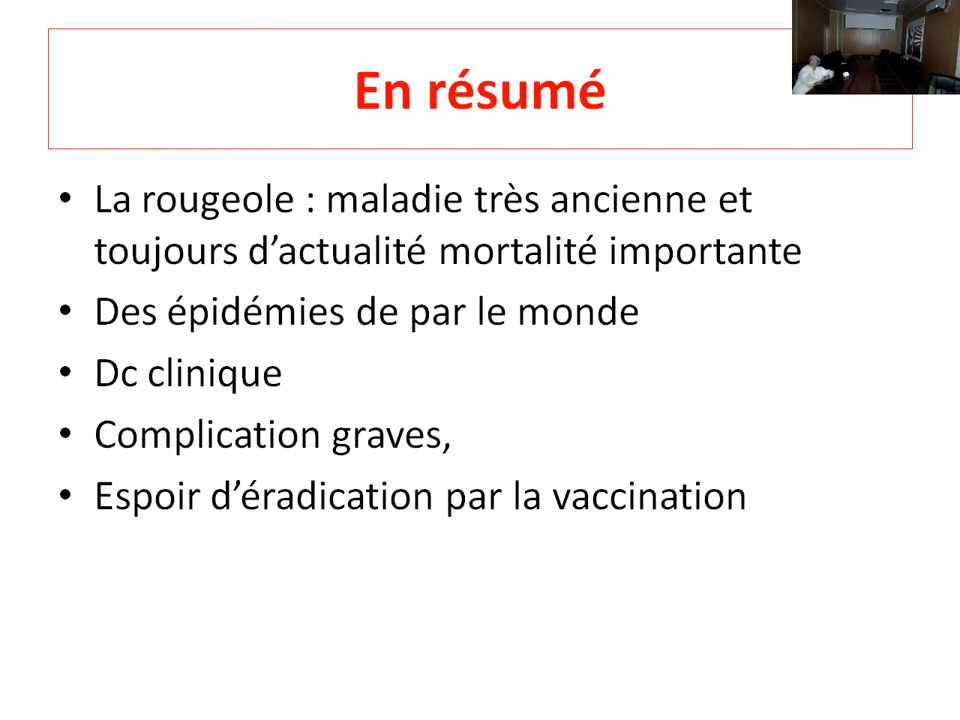 En résumé
• La rougeole : maladie très ancienne et
toujours d’actualité mortalité importante
• Des épidémies de par le monde
• Dc clinique
• Complication graves,
• Espoir d’éradication par la vaccination